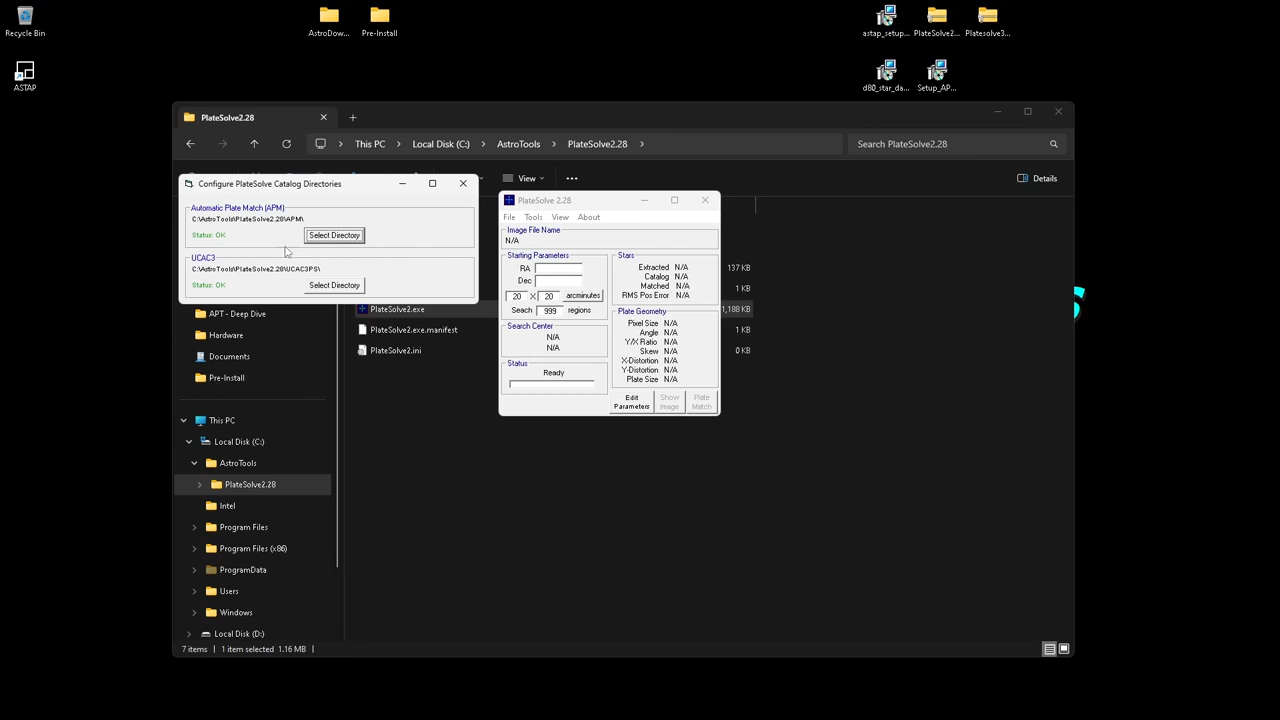 Recycle Bin
AstroDow...
Pre-Install
astap_setup...
PlateSolve2...
Platesolve3...
ASTAP
d80_star_da...
Setup_AP...
PlateSolve2.28
This PC
Local Disk (C:)
AstroTools
PlateSolve2.28
Search PlateSolve2.28
View
Details
Configure PlateSolve Catalog Directories
Automatic Plate Match (APM)
C:\AstroTools\PlateSolve2.28\APM\
Status: OK
Select Directory
UCAC3
C:\AstroTools\PlateSolve2.28\UCAC3PS\
Status: OK
Select Directory
PlateSolve 2.28
File Tools View About
Image File Name
N/A
Starting Parameters
RA
Dec
20 X 20 arcminutes
Seach 999 regions
Search Center
N/A
N/A
Status
Ready
Stars
Extracted N/A
Catalog N/A
Matched N/A
RMS Pos Error N/A
Plate Geometry
Pixel Size N/A
Angle N/A
Y/X Ratio N/A
Skew N/A
X-Distortion N/A
Y-Distortion N/A
Plate Size N/A
Edit Parameters
Show Image
Plate Match
137 KB
1 KB
PlateSolve2.exe
1,188 KB
PlateSolve2.exe.manifest
1 KB
PlateSolve2.ini
0 KB
APT - Deep Dive
Hardware
Documents
Pre-Install
This PC
Local Disk (C:)
AstroTools
PlateSolve2.28
Intel
Program Files
Program Files (x86)
ProgramData
Users
Windows
Local Disk (D:)
7 items
1 item selected 1.16 MB